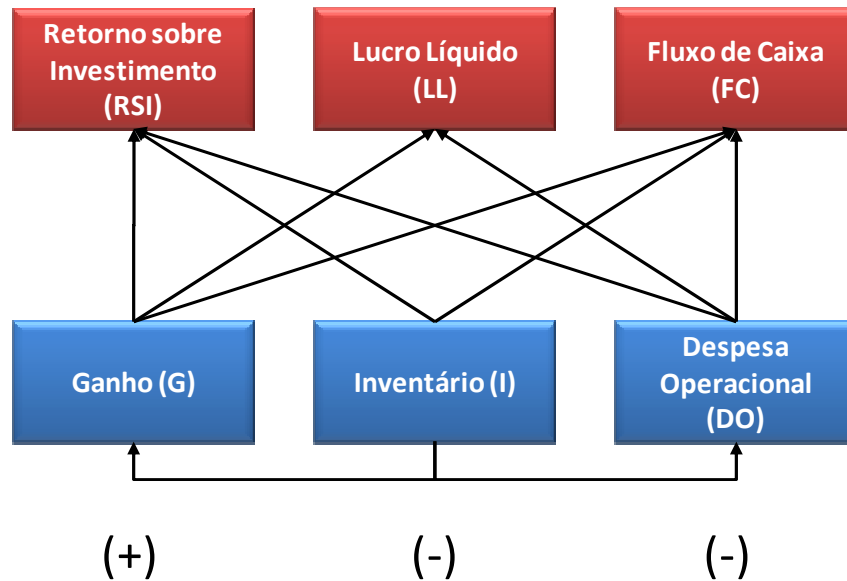 Retorno sobre
Investimento
(RSI)
Lucro Líquido
(LL)
Fluxo de Caixa
(FC)
Ganho (G)
Inventário (I)
Despesa
Operacional
(DO)
(+)
(-)
(-)